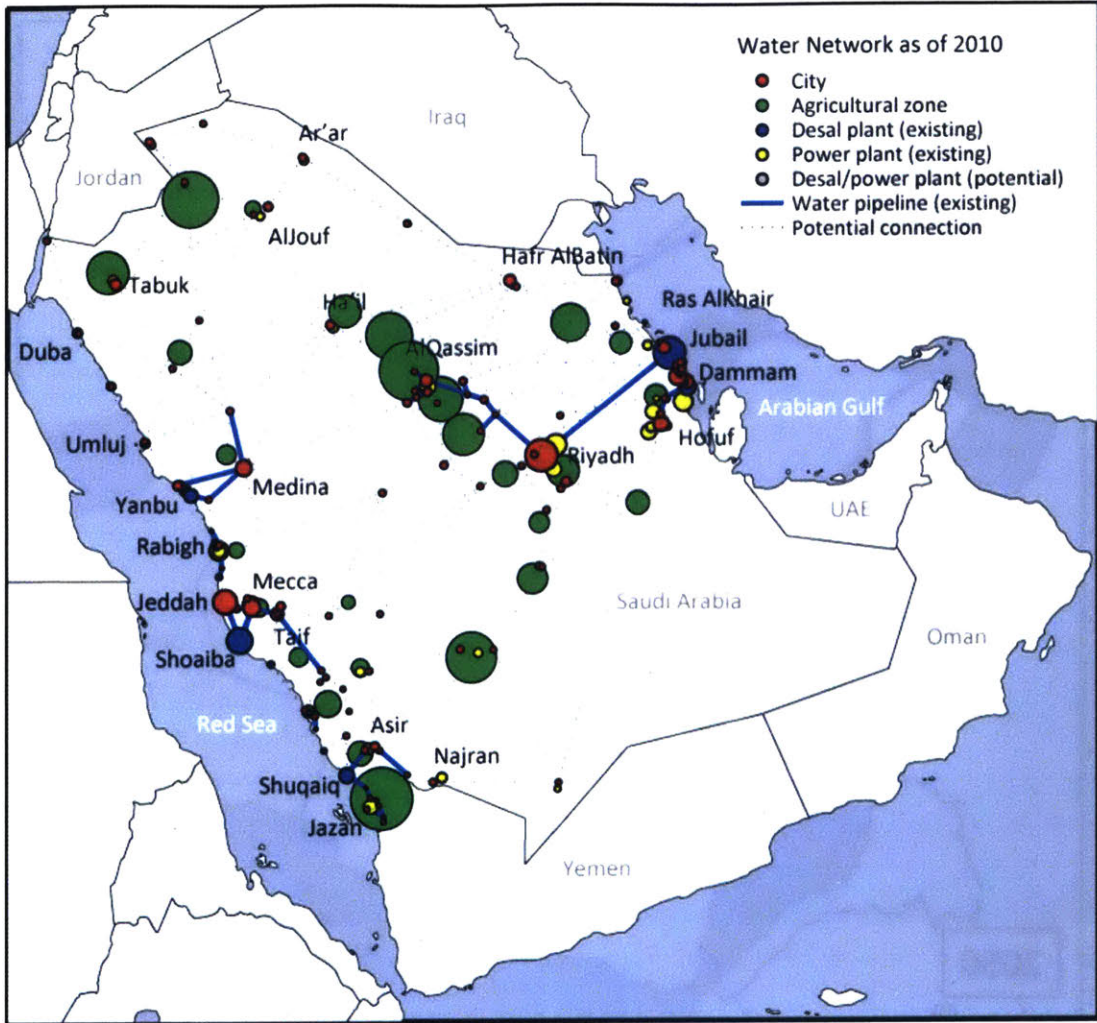 Water Network as of 2010
City
Agricultural zone
Desal plant (existing)
Power plant (existing)
Desal/power plant (potential)
Water pipeline (existing)
Potential connection
Iraq
Ar'ar
Jordan
AlJouf
Hafr AlBatin
Tabuk
Ras AlKhair
Ha'il
Duba
Jubail
AlQassim
Dammam
Arabian Gulf
Umluj
Hofuf
Riyadh
Medina
Yanbu
UAE
Rabigh
Mecca
Jeddah
Saudi Arabia
Taif
Oman
Shoaiba
Red Sea
Asir
Najran
Shuqaiq
Jazan
Yemen